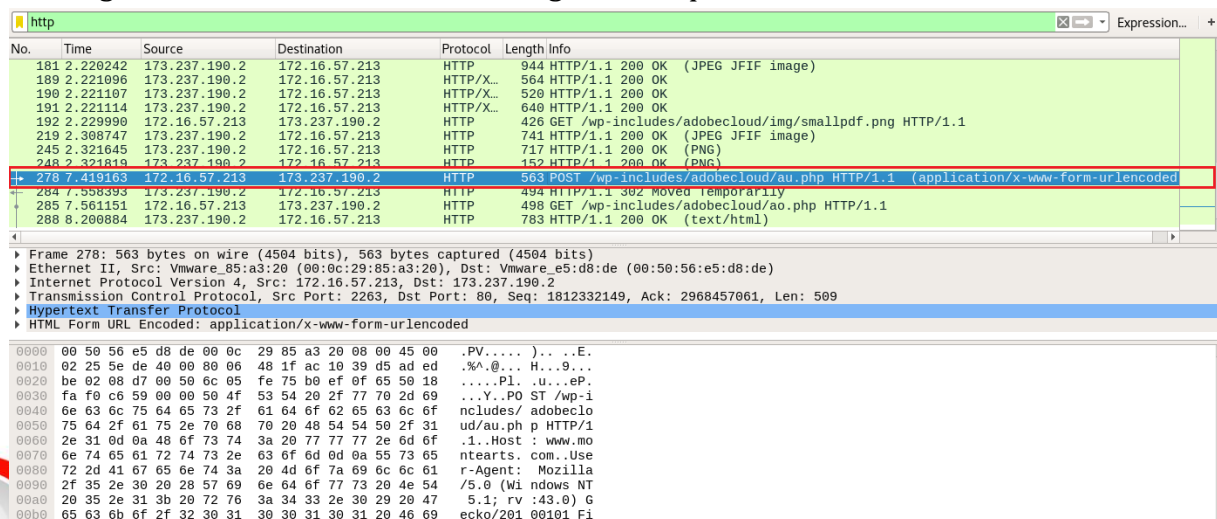 http Expression... +
No. Time Source Destination Protocol Length Info
181 2.220242 173.237.190.2 172.16.57.213 HTTP 944 HTTP/1.1 200 OK (JPEG JFIF image)
189 2.221096 173.237.190.2 172.16.57.213 HTTP/X… 564 HTTP/1.1 200 OK
190 2.221107 173.237.190.2 172.16.57.213 HTTP/X… 520 HTTP/1.1 200 OK
191 2.221114 173.237.190.2 172.16.57.213 HTTP/X… 640 HTTP/1.1 200 OK
192 2.229990 172.16.57.213 173.237.190.2 HTTP 426 GET /wp-includes/adobecloud/img/smallpdf.png HTTP/1.1
219 2.308747 173.237.190.2 172.16.57.213 HTTP 741 HTTP/1.1 200 OK (JPEG JFIF image)
245 2.321645 173.237.190.2 172.16.57.213 HTTP 717 HTTP/1.1 200 OK (PNG)
248 2.321819 173.237.190.2 172.16.57.213 HTTP 152 HTTP/1.1 200 OK (PNG)
278 7.419163 172.16.57.213 173.237.190.2 HTTP 563 POST /wp-includes/adobecloud/au.php HTTP/1.1 (application/x-www-form-urlencoded
284 7.558393 173.237.190.2 172.16.57.213 HTTP 494 HTTP/1.1 302 Moved Temporarily
285 7.561151 172.16.57.213 173.237.190.2 HTTP 498 GET /wp-includes/adobecloud/ao.php HTTP/1.1
288 8.200884 173.237.190.2 172.16.57.213 HTTP 783 HTTP/1.1 200 OK (text/html)
Frame 278: 563 bytes on wire (4504 bits), 563 bytes captured (4504 bits)
Ethernet II, Src: Vmware_85:a3:20 (00:0c:29:85:a3:20), Dst: Vmware_e5:d8:de (00:50:56:e5:d8:de)
Internet Protocol Version 4, Src: 172.16.57.213, Dst: 173.237.190.2
Transmission Control Protocol, Src Port: 2263, Dst Port: 80, Seq: 1812332149, Ack: 2968457061, Len: 509
Hypertext Transfer Protocol
HTML Form URL Encoded: application/x-www-form-urlencoded
0000 00 50 56 e5 d8 de 00 0c 29 85 a3 20 08 00 45 00 .PV..... ).. ..E.
0010 02 25 5e de 40 00 80 06 48 1f ac 10 39 d5 ad ed .%^.@... H...9...
0020 be 02 08 d7 00 50 6c 05 fe 75 b0 ef 0f 65 50 18 .....Pl. .u...eP.
0030 fa f0 c6 59 00 00 50 4f 53 54 20 2f 77 70 2d 69 ...Y..PO ST /wp-i
0040 6e 63 6c 75 64 65 73 2f 61 64 6f 62 65 63 6c 6f ncludes/ adobeclo
0050 75 64 2f 61 75 2e 70 68 70 20 48 54 54 50 2f 31 ud/au.ph p HTTP/1
0060 2e 31 0d 0a 48 6f 73 74 3a 20 77 77 77 2e 6d 6f .1..Host : www.mo
0070 6e 74 65 61 72 74 73 2e 63 6f 6d 0d 0a 55 73 65 ntearts. com..Use
0080 72 2d 41 67 65 6e 74 3a 20 4d 6f 7a 69 6c 6c 61 r-Agent: Mozilla
0090 2f 35 2e 30 20 28 57 69 6e 64 6f 77 73 20 4e 54 /5.0 (Wi ndows NT
00a0 20 35 2e 31 3b 20 72 76 3a 34 33 2e 30 29 20 47 5.1; rv :43.0) G
00b0 65 63 6b 6f 2f 32 30 31 30 30 31 30 31 20 46 69 ecko/201 00101 Fi